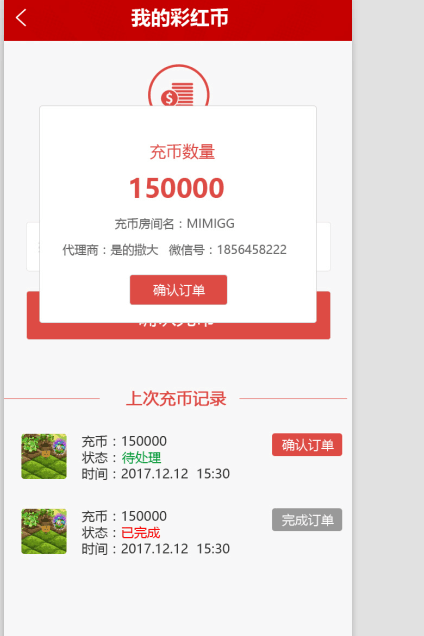 我的彩红币
充币数量
150000
充币房间名：MIMIGG
代理商：是的撒大 微信号：1856458222
确认订单
上次充币记录
充币：150000
确认订单
状态：待处理
时间：2017.12.12 15:30
充币：150000
完成订单
状态：已完成
时间：2017.12.12 15:30